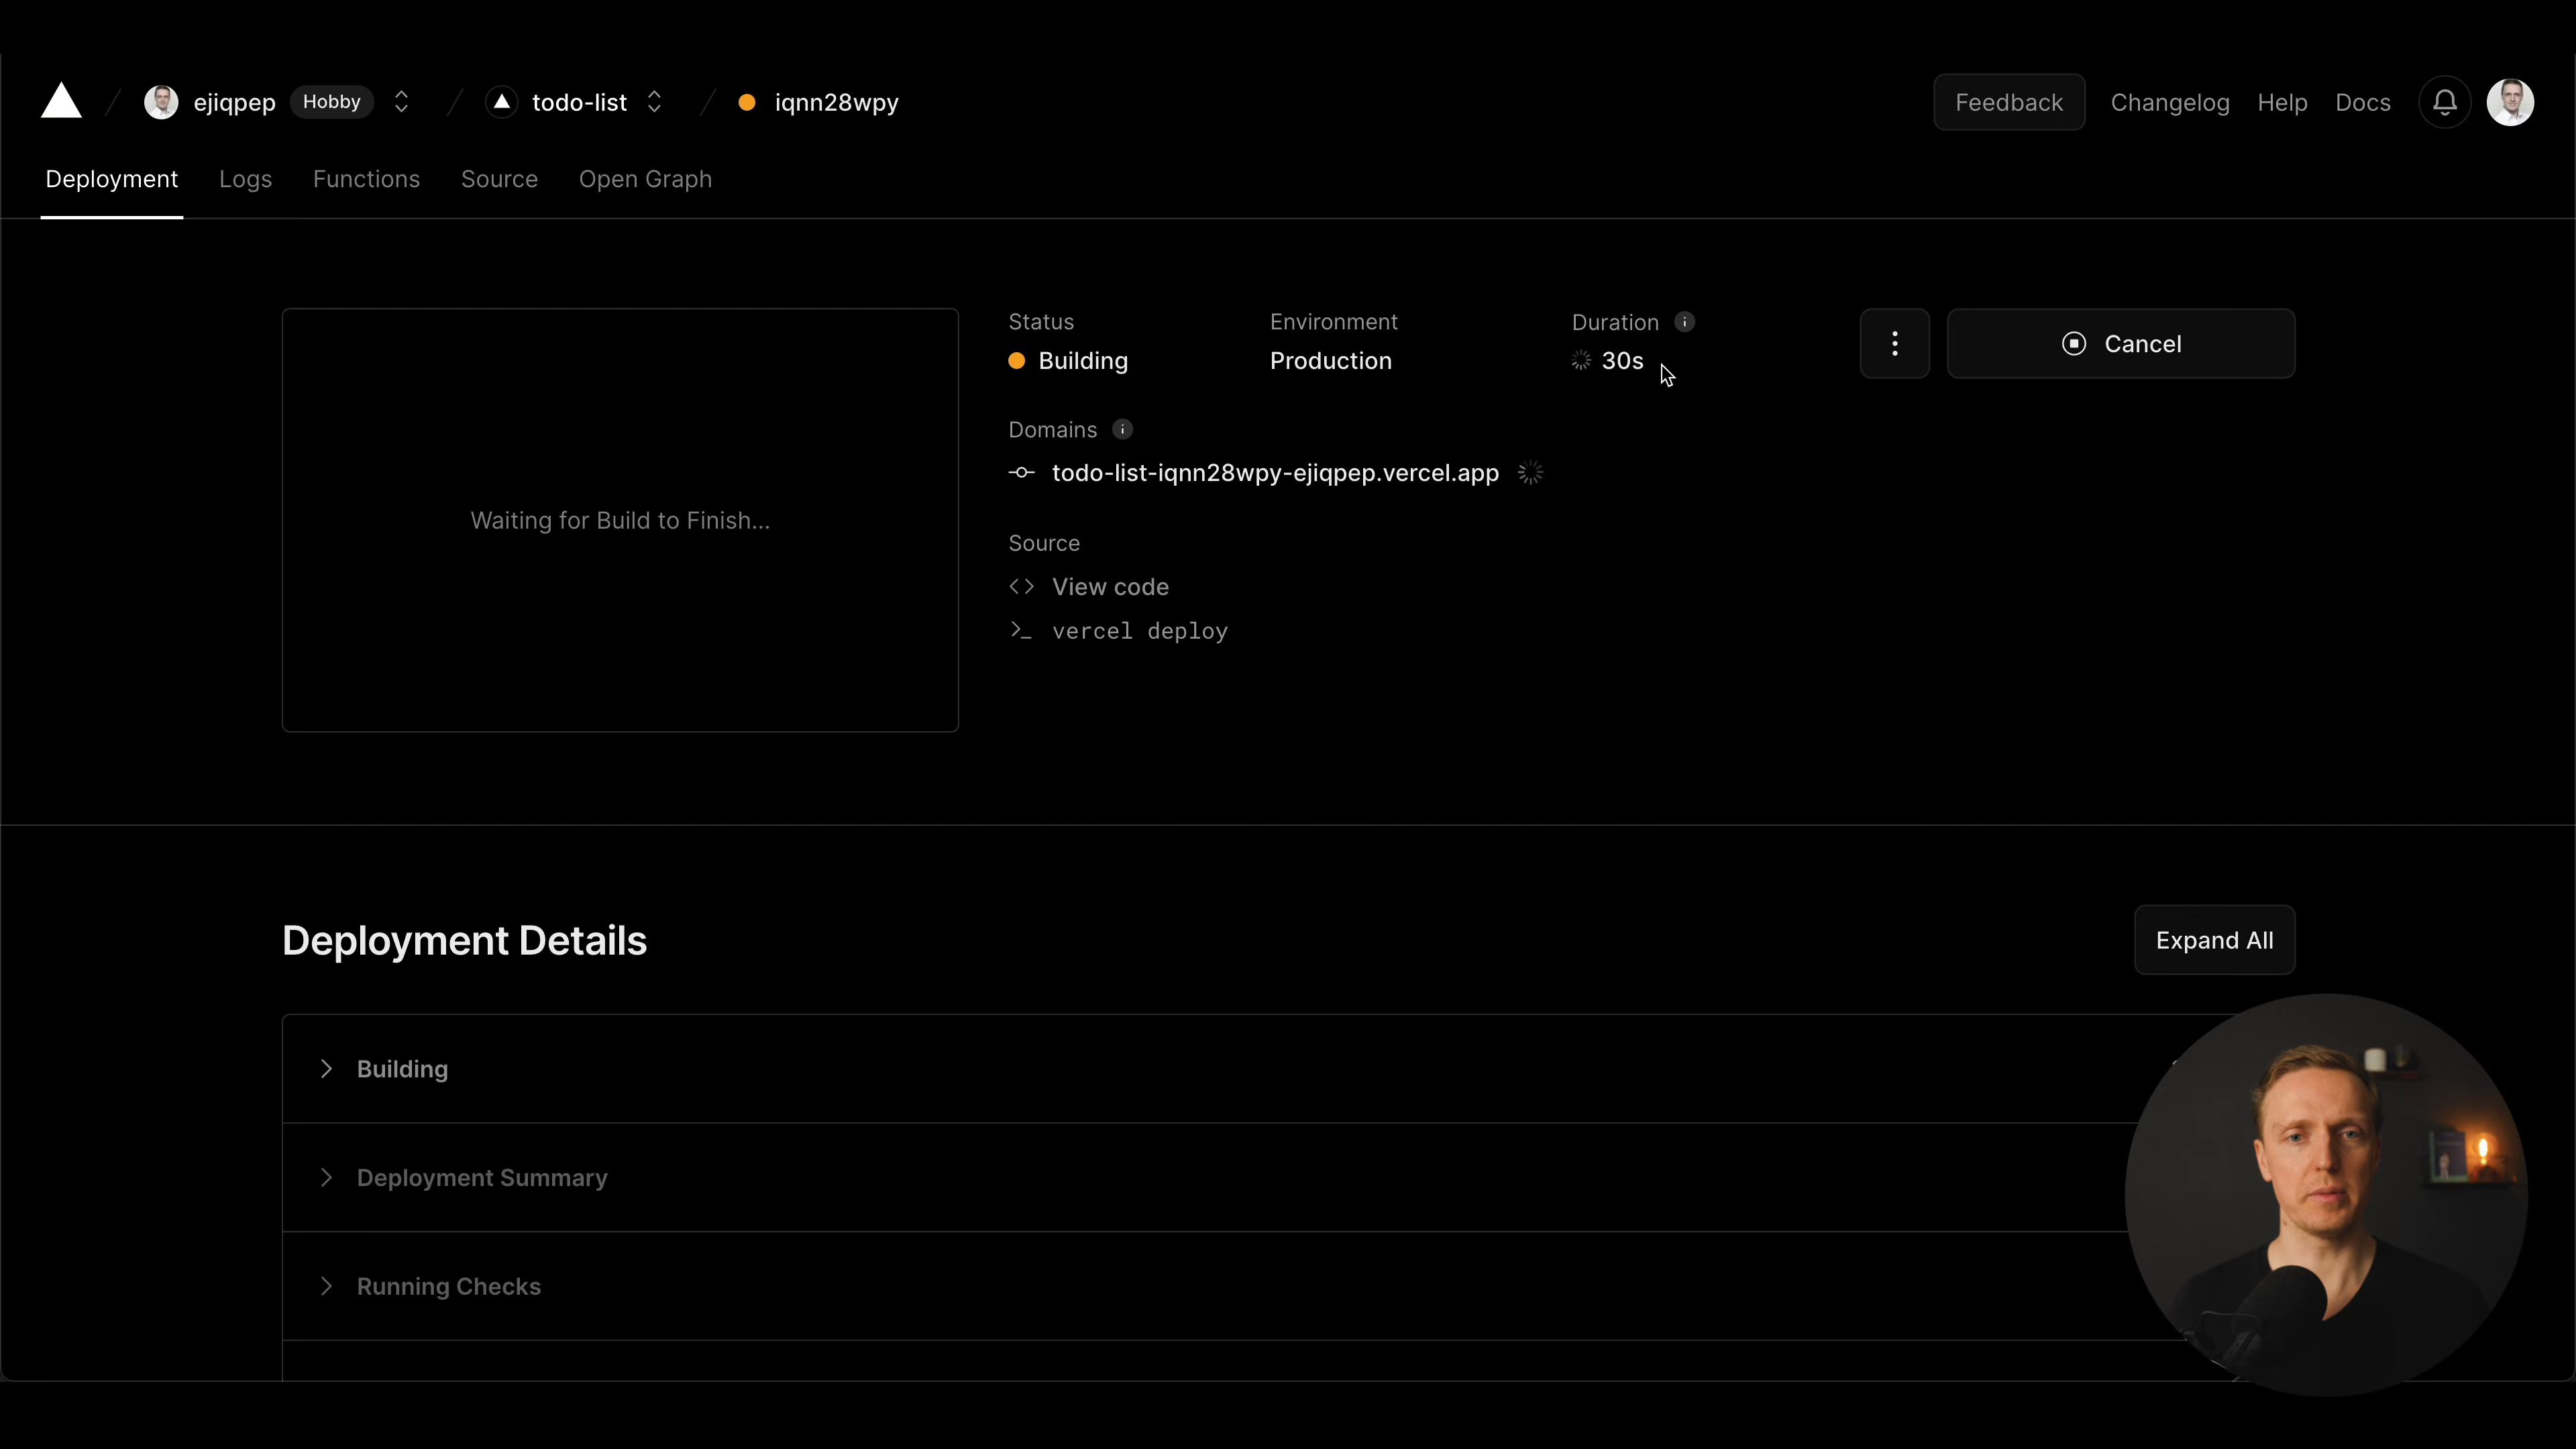 ejiqpep Hobby todo-list iqnn28wpy Feedback Changelog Help Docs
Deployment Logs Functions Source Open Graph
Status Environment Duration
Building Production 30s Cancel
Domains
todo-list-iqnn28wpy-ejiqpep.vercel.app
Waiting for Build to Finish...
Source
View code
vercel deploy
Deployment Details Expand All
Building
Deployment Summary
Running Checks